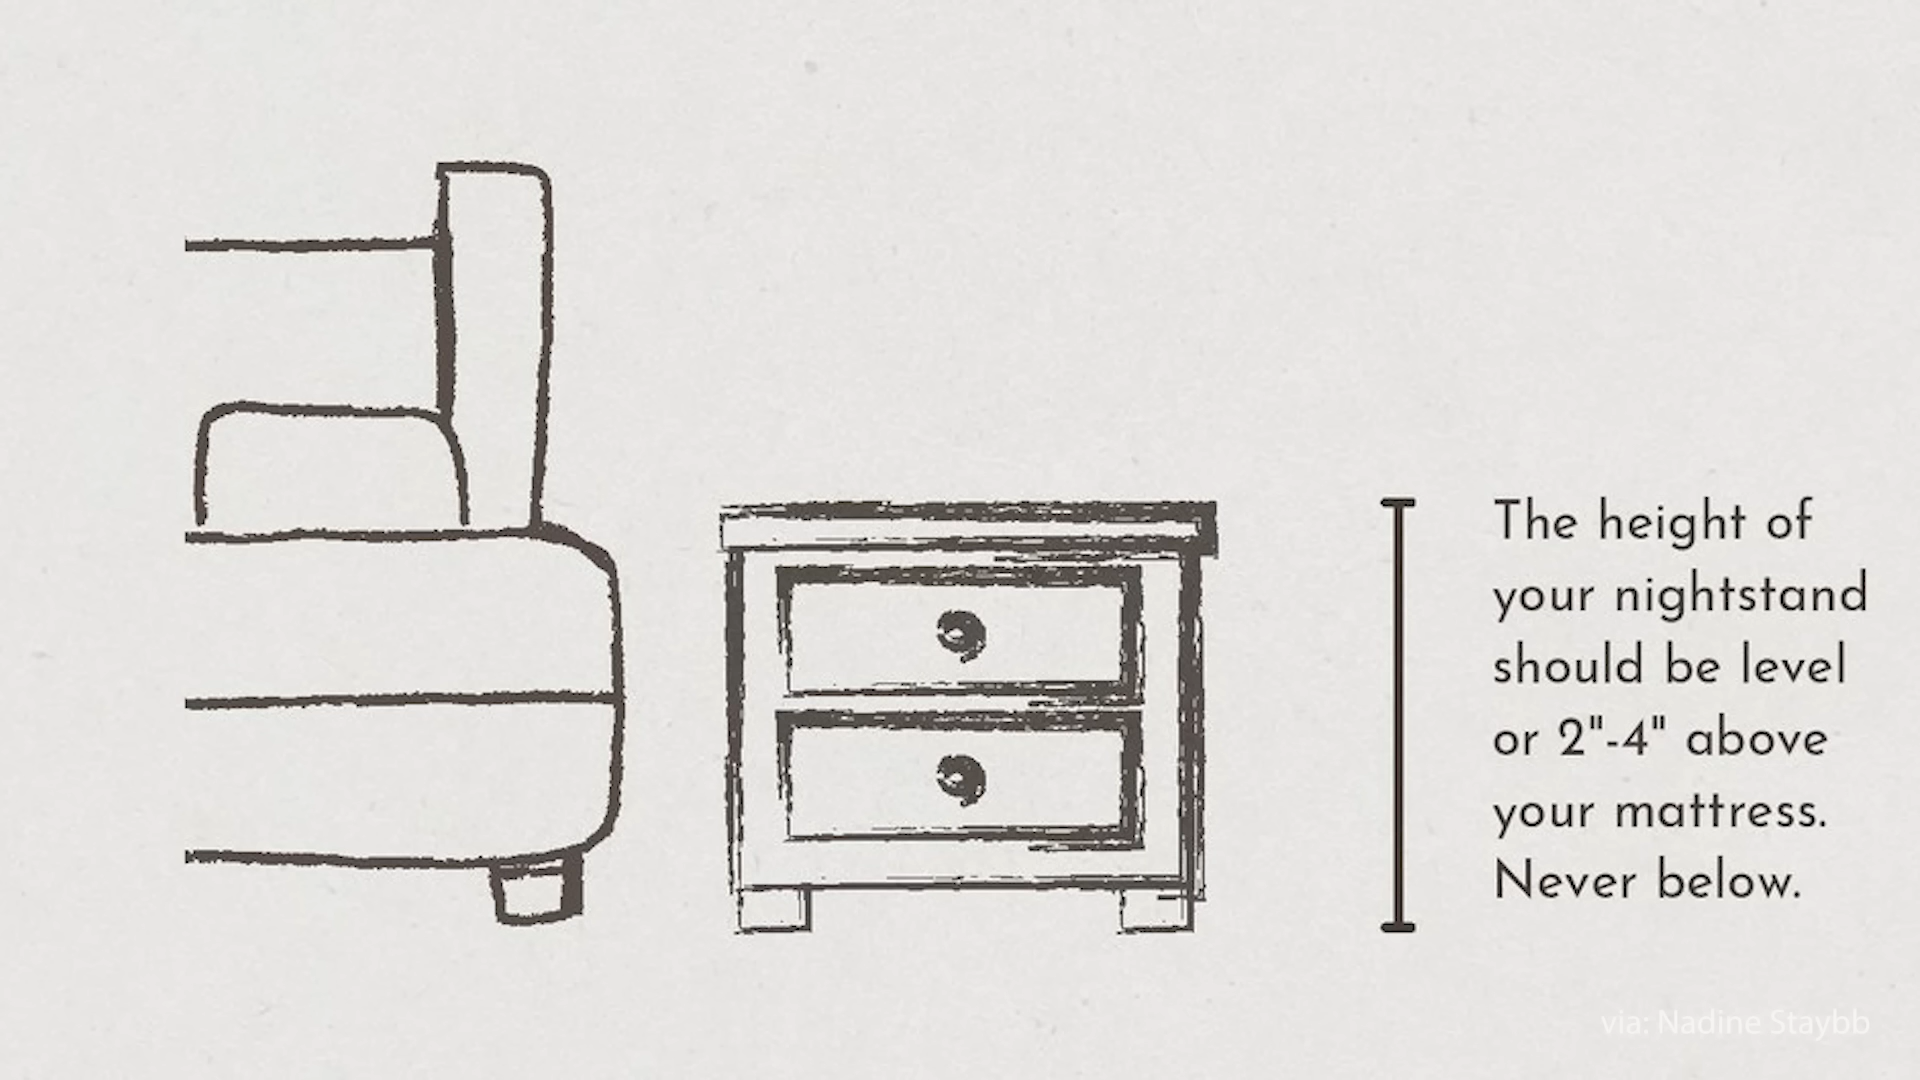 The height of
your nightstand
should be level
or 2"-4" above
your mattress.
Never below.
via: Nadine Staybb